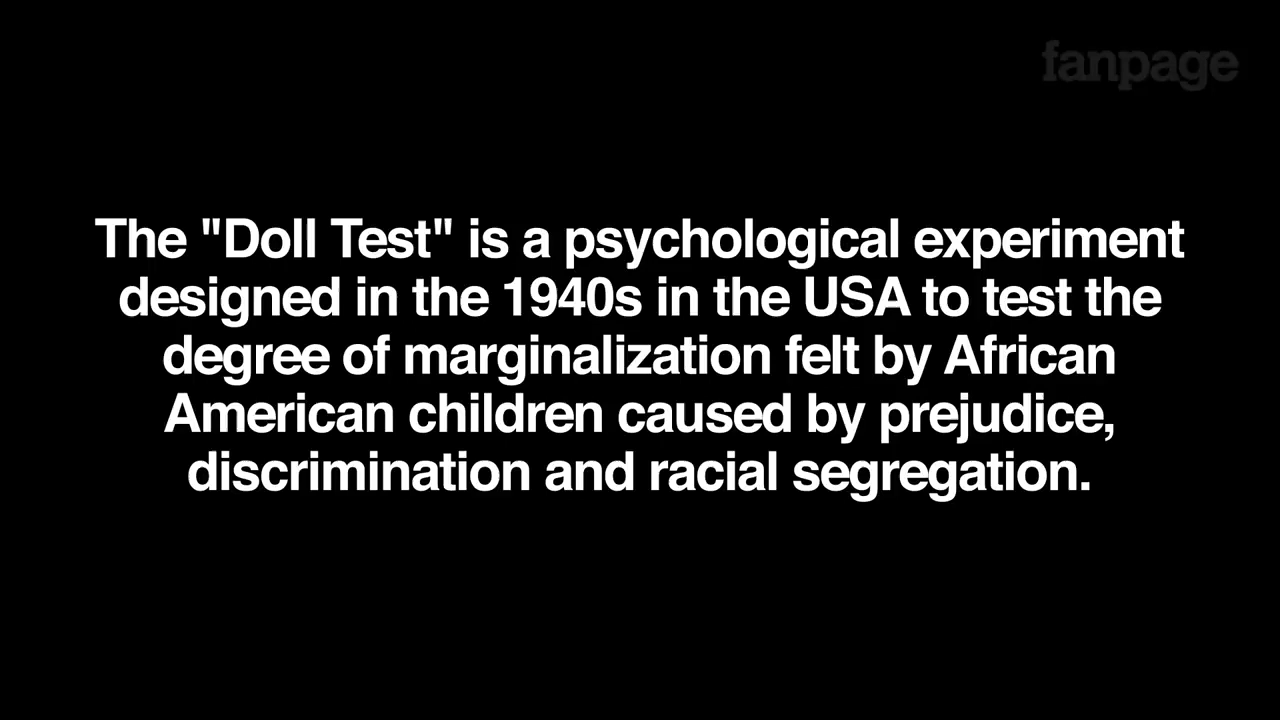 fanpage
The "Doll Test" is a psychological experiment
designed in the 1940s in the USA to test the
degree of marginalization felt by African
American children caused by prejudice,
discrimination and racial segregation.